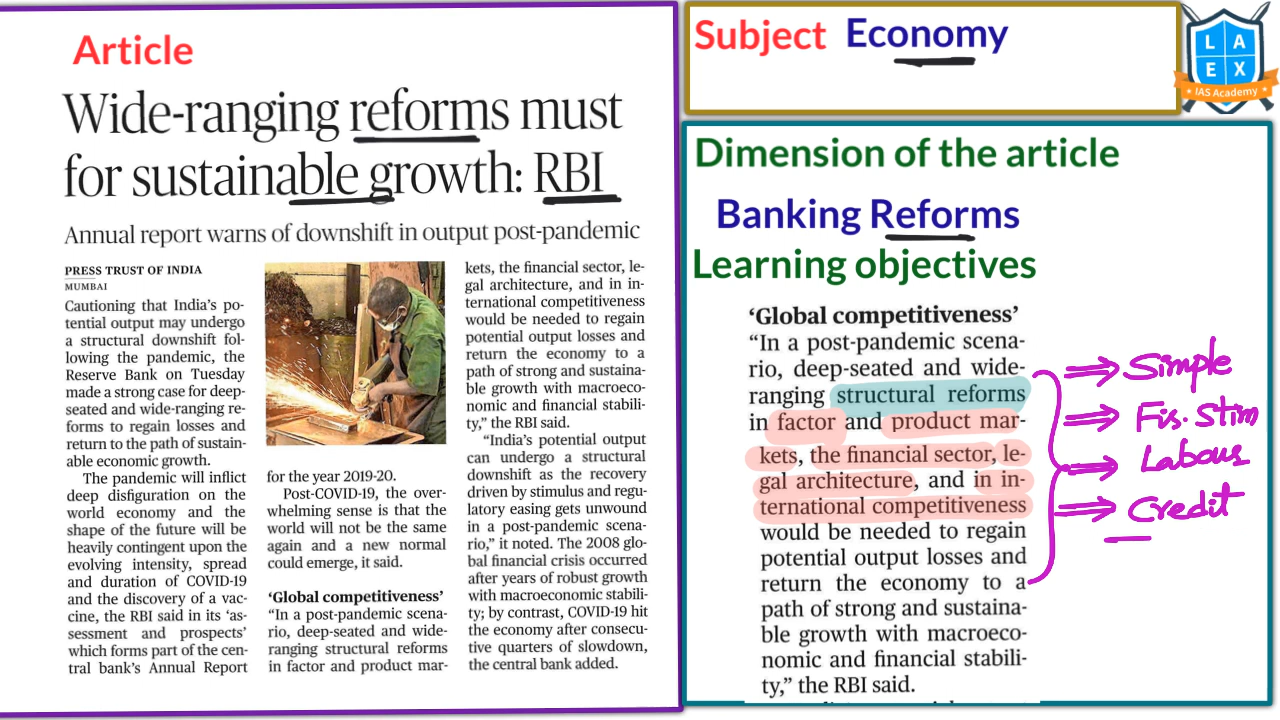 Article
Wide-ranging reforms must
for sustainable growth: RBI
Annual report warns of downshift in output post-pandemic
PRESS TRUST OF INDIA
MUMBAI
Cautioning that India's po-
tential output may undergo
a structural downshift fol-
lowing the pandemic, the
Reserve Bank on Tuesday
made a strong case for deep-
seated and wide-ranging re-
forms to regain losses and
return to the path of sustain-
able economic growth.
The pandemic will inflict
deep disfiguration on the
world economy and the
shape of the future will be
heavily contingent upon the
evolving intensity, spread
and duration of COVID-19
and the discovery of a vac-
cine, the RBI said in its 'as-
sessment and prospects'
which forms part of the cen-
tral bank's Annual Report
for the year 2019-20.
Post-COVID-19, the over-
whelming sense is that the
world will not be the same
again and a new normal
could emerge, it said.
'Global competitiveness'
"In a post-pandemic scena-
rio, deep-seated and wide-
ranging structural reforms
in factor and product mar-
kets, the financial sector, le-
gal architecture, and in in-
ternational competitiveness
would be needed to regain
potential output losses and
return the economy to a
path of strong and sustaina-
ble growth with macroeco-
nomic and financial stabili-
ty," the RBI said.
"India's potential output
can undergo a structural
downshift as the recovery
driven by stimulus and regu-
latory easing gets unwound
in a post-pandemic scena-
rio," it noted. The 2008 glo-
bal financial crisis occurred
after years of robust growth
with macroeconomic stabili-
ty; by contrast, COVID-19 hit
the economy after consecu-
tive quarters of slowdown,
the central bank added.
Subject Economy
L A
E X
IAS Academy
Dimension of the article
Banking Reforms
Learning objectives
'Global competitiveness'
"In a post-pandemic scena-
rio, deep-seated and wide-
ranging structural reforms
in factor and product mar-
kets, the financial sector, le-
gal architecture, and in in-
ternational competitiveness
would be needed to regain
potential output losses and
return the economy to a
path of strong and sustaina-
ble growth with macroeco-
nomic and financial stabili-
ty," the RBI said.
Simple
Fis. Stim
Labour
Credit